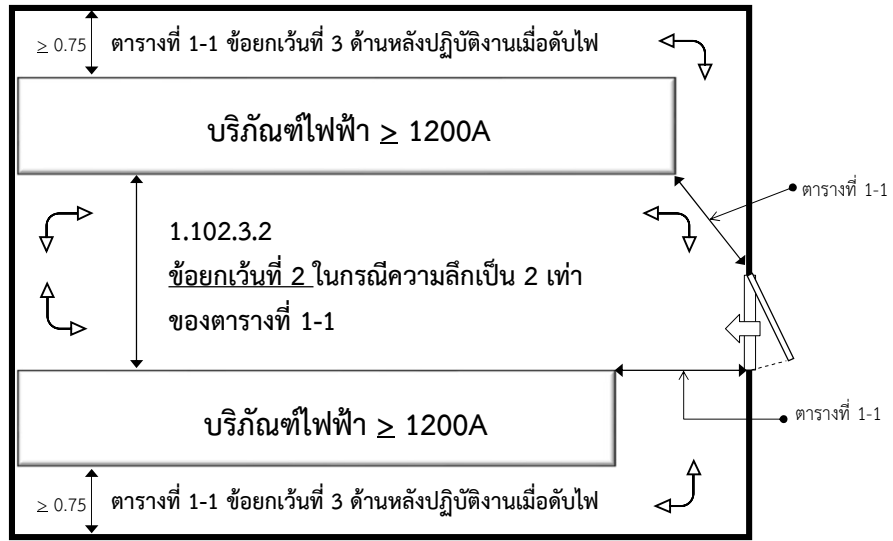 ≥ 0.75 ตารางที่ 1-1 ข้อยกเว้นที่ 3 ด้านหลังปฏิบัติงานเมื่อดับไฟ
บริภัณฑ์ไฟฟ้า ≥ 1200A
ตารางที่ 1-1
1.102.3.2
ข้อยกเว้นที่ 2 ในกรณีความลึกเป็น 2 เท่า
ของตารางที่ 1-1
บริภัณฑ์ไฟฟ้า ≥ 1200A
ตารางที่ 1-1
≥ 0.75 ตารางที่ 1-1 ข้อยกเว้นที่ 3 ด้านหลังปฏิบัติงานเมื่อดับไฟ